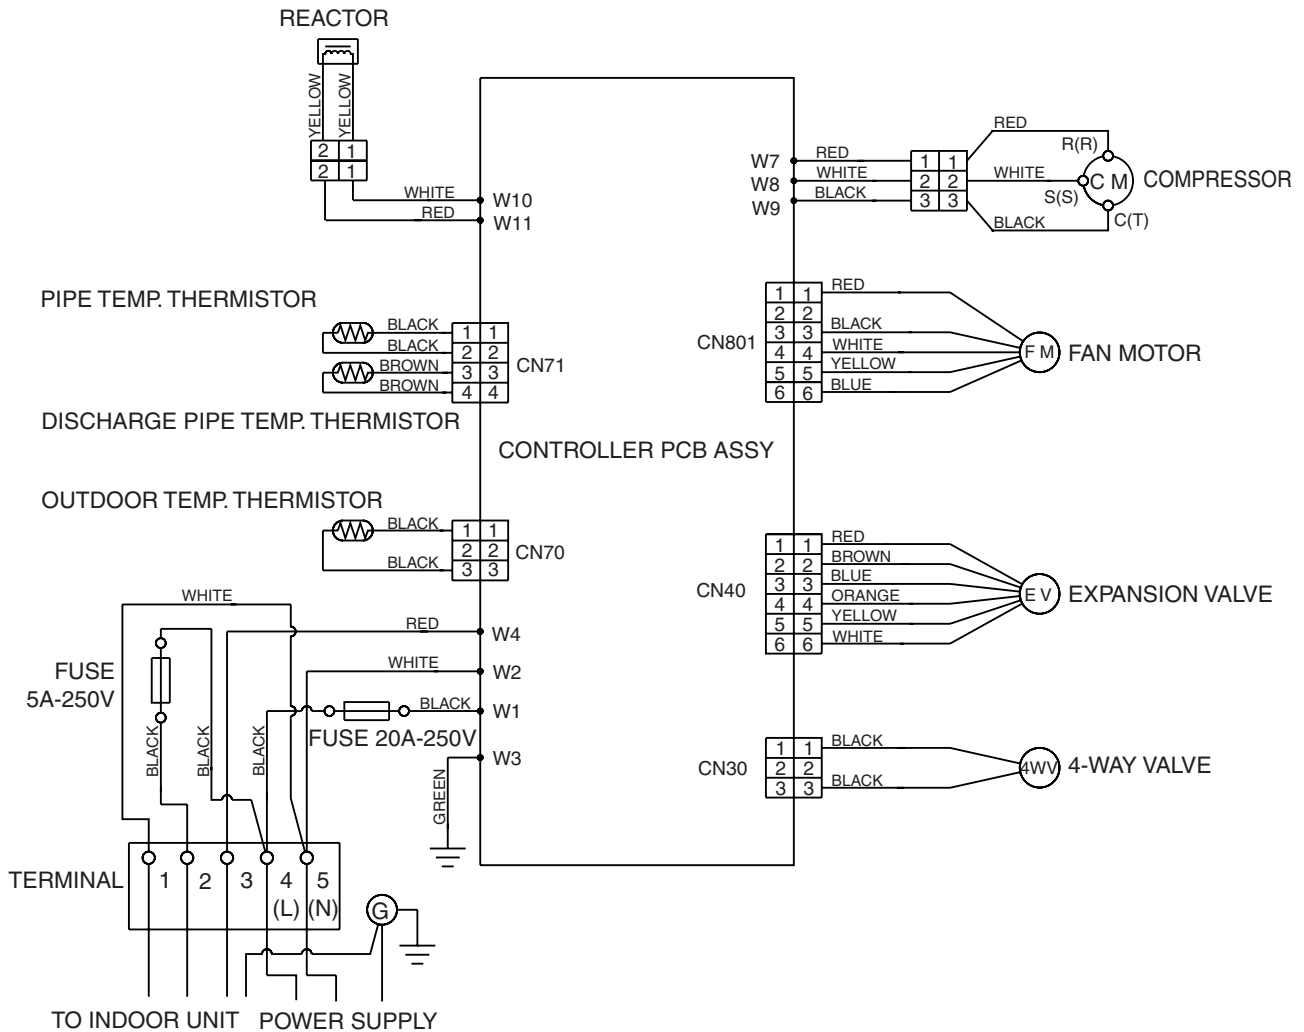 REACTOR
YELLOW
YELLOW
2 1
2 1
WHITE
W10
RED
W11
W7
RED
W8
WHITE
W9
BLACK
1 1
2 2
3 3
RED
R(R)
WHITE
S(S)
C M
COMPRESSOR
BLACK
C(T)
PIPE TEMP. THERMISTOR
BLACK
1 1
BLACK
2 2
BROWN
3 3
BROWN
4 4
CN71
DISCHARGE PIPE TEMP. THERMISTOR
CN801
1 1
2 2
3 3
4 4
5 5
6 6
RED
BLACK
WHITE
YELLOW
BLUE
F M
FAN MOTOR
CONTROLLER PCB ASSY
OUTDOOR TEMP. THERMISTOR
BLACK
1 1
2 2
BLACK
3 3
CN70
CN40
1 1
2 2
3 3
4 4
5 5
6 6
RED
BROWN
BLUE
ORANGE
YELLOW
WHITE
E V
EXPANSION VALVE
WHITE
RED
W4
WHITE
W2
FUSE
5A-250V
BLACK
BLACK
BLACK
BLACK
W1
FUSE 20A-250V
W3
GREEN
CN30
1 1
2 2
3 3
BLACK
BLACK
4WV
4-WAY VALVE
TERMINAL
1 2 3 4 5
(L) (N)
G
TO INDOOR UNIT
POWER SUPPLY